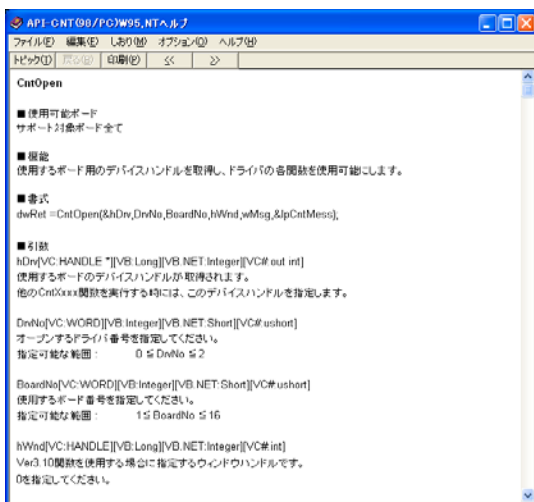 API-CNT(98/PC)W95,NTヘルプ
ファイル(F) 編集(E) しおり(M) オプション(O) ヘルプ(H)
トピック(T) 戻る(B) 印刷(P) << >>
CntOpen
■使用可能ボード
サポート対象ボード全て
■機能
使用するボード用のデバイスハンドルを取得し、ドライバの各関数を使用可能にします。
■書式
dwRet =CntOpen(&hDrv,DrvNo,BoardNo,hWnd,wMsg,&lpCntMess);
■引数
hDrv[VC:HANDLE *][VB:Long][VB.NET:Integer][VC#:out int]
使用するボードのデバイスハンドルが取得されます。
他のCntXxxx関数を実行する時には、このデバイスハンドルを指定します。
DrvNo[VC:WORD][VB:Integer][VB.NET:Short][VC#:ushort]
オープンするドライバ番号を指定してください。
指定可能な範囲: 0 ≦ DrvNo ≦ 2
BoardNo[VC:WORD][VB:Integer][VB.NET:Short][VC#:ushort]
使用するボード番号を指定してください。
指定可能な範囲: 1≦ BoardNo ≦ 16
hWnd[VC:HANDLE][VB:Long][VB.NET:Integer][VC#:int]
Ver3.10関数を使用する場合に指定するウィンドウハンドルです。
0を指定してください。